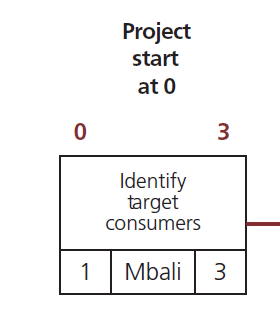 Project
start
at 0
0 3
Identify
target
consumers
1 Mbali 3